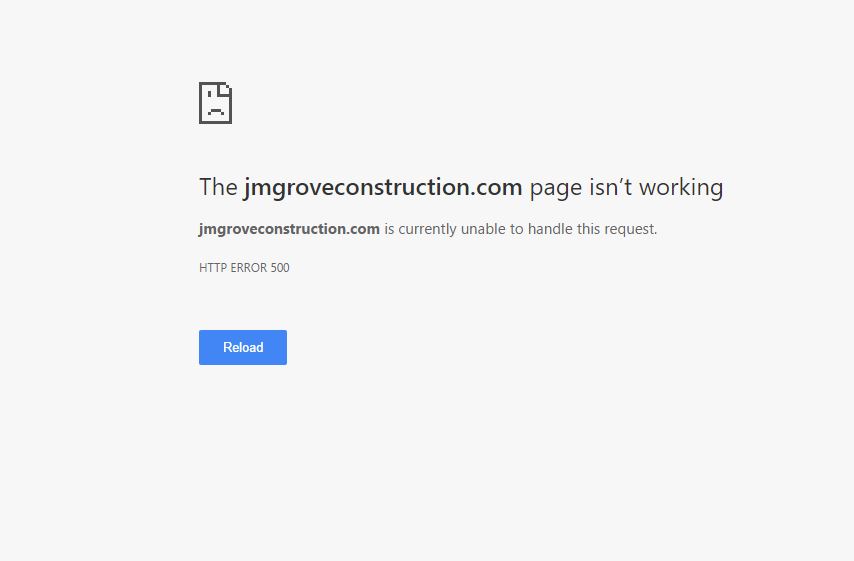 The jmgroveconstruction.com page isn’t working
jmgroveconstruction.com is currently unable to handle this request.
HTTP ERROR 500
Reload